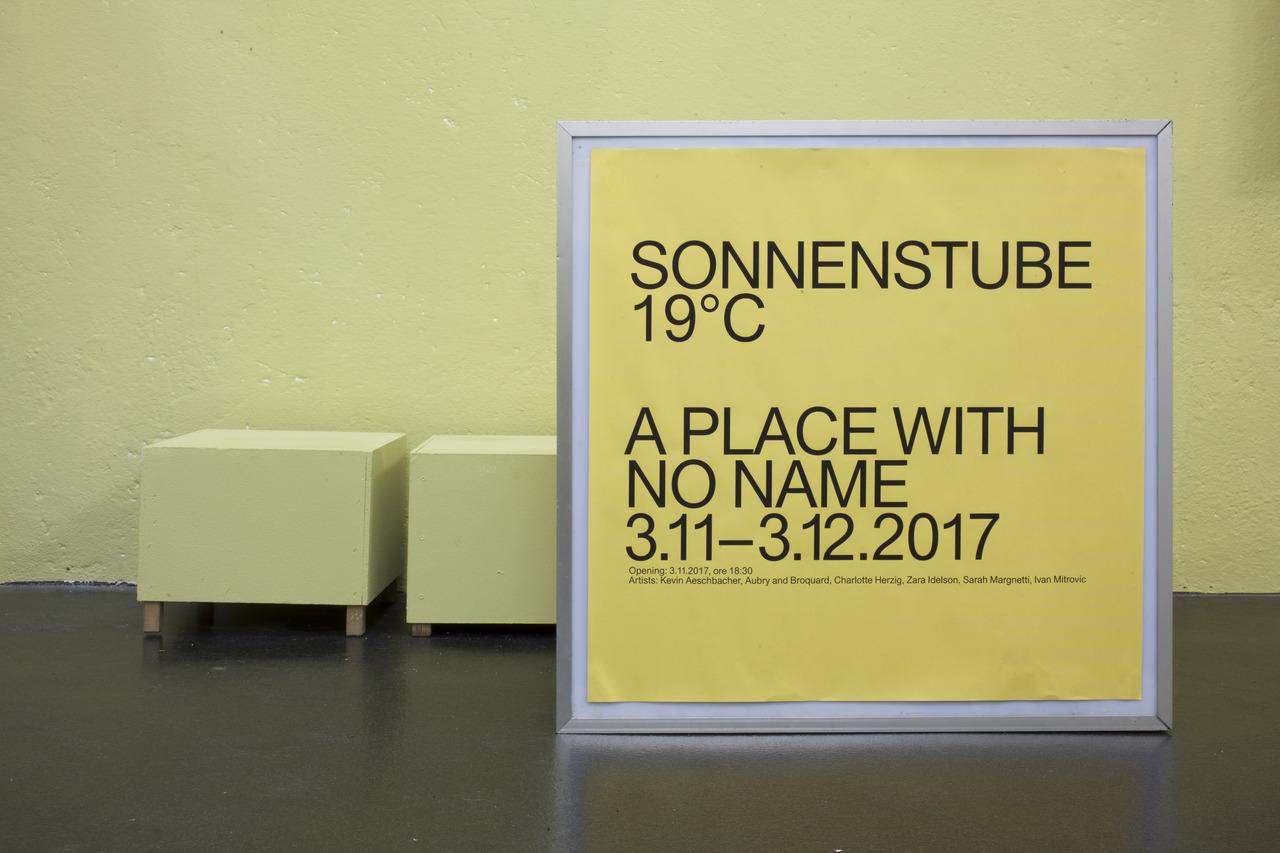 SONNENSTUBE
19°C
A PLACE WITH
NO NAME
3.11–3.12.2017
Opening: 3.11.2017, ore 18:30
Artists: Kevin Aeschbacher, Aubry and Broquard, Charlotte Herzig, Zara Idelson, Sarah Margnetti, Ivan Mitrovic